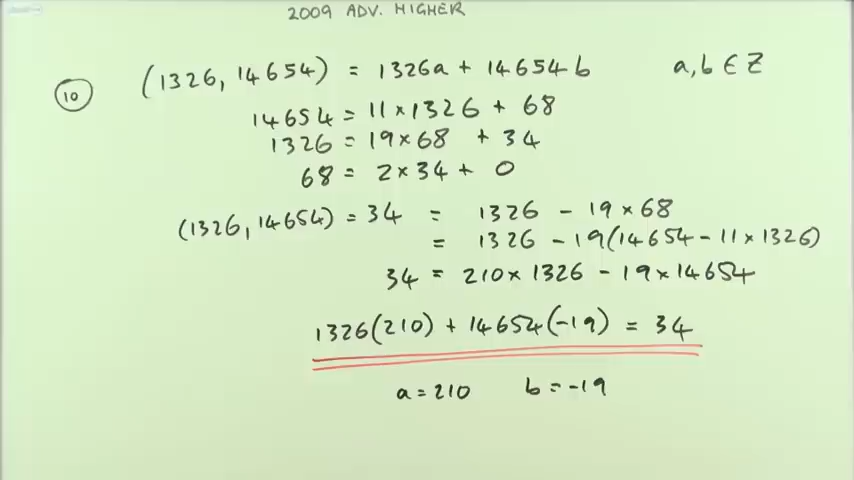 2009 ADV. HIGHER
10 (1326, 14654) = 1326a + 14654b a, b ∈ Z
14654 = 11 × 1326 + 68
1326 = 19 × 68 + 34
68 = 2 × 34 + 0
(1326, 14654) = 34 = 1326 - 19 × 68
= 1326 - 19(14654 - 11 × 1326)
34 = 210 × 1326 - 19 × 14654
1326(210) + 14654(-19) = 34
a = 210 b = -19